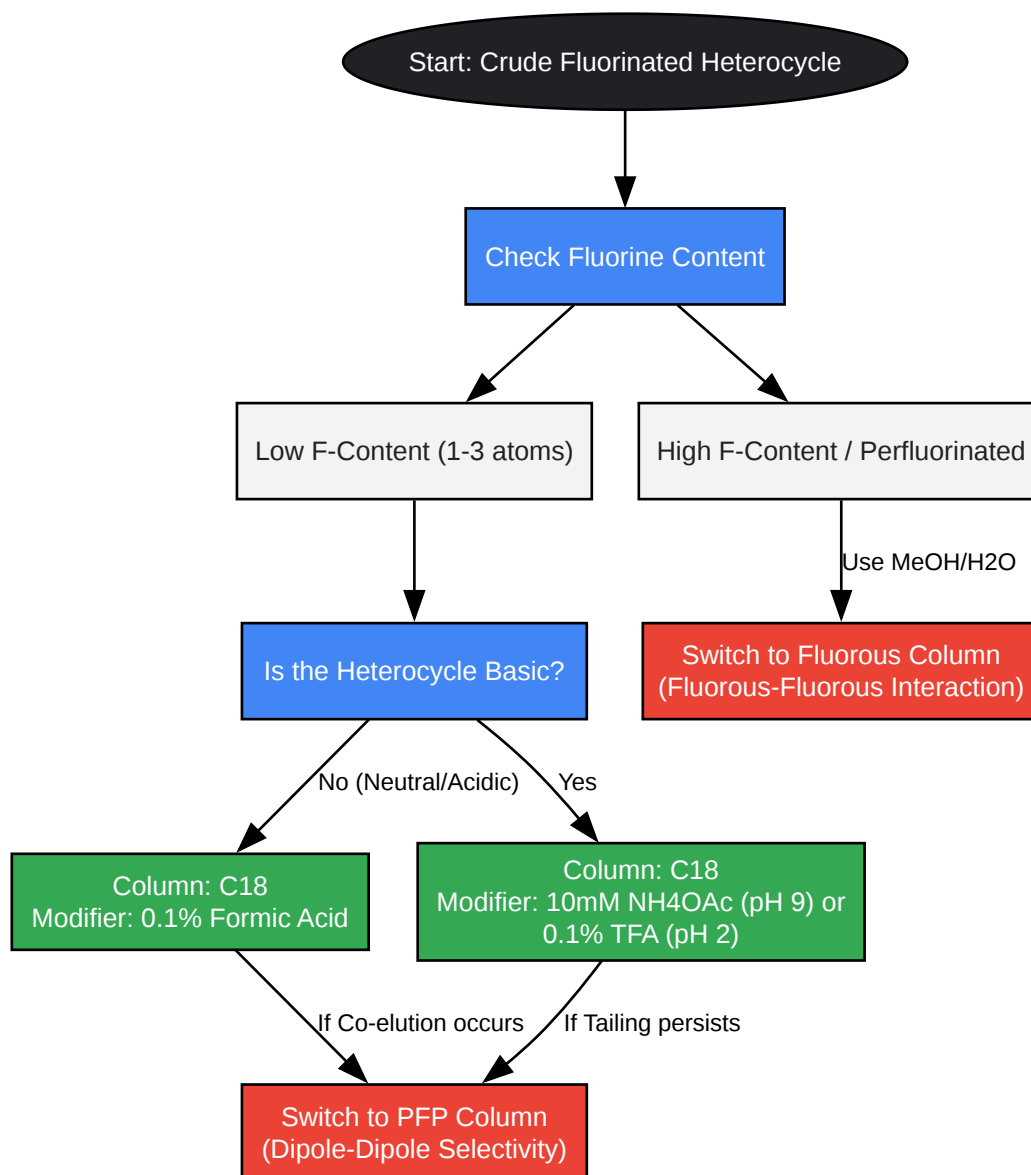 Start: Crude Fluorinated Heterocycle
Check Fluorine Content
Low F-Content (1-3 atoms)
High F-Content / Perfluorinated
Use MeOH/H2O
Is the Heterocycle Basic?
Switch to Fluorous Column
(Fluorous-Fluorous Interaction)
No (Neutral/Acidic)
Yes
Column: C18
Modifier: 0.1% Formic Acid
Column: C18
Modifier: 10mM NH4OAc (pH 9) or
0.1% TFA (pH 2)
If Co-elution occurs
If Tailing persists
Switch to PFP Column
(Dipole-Dipole Selectivity)